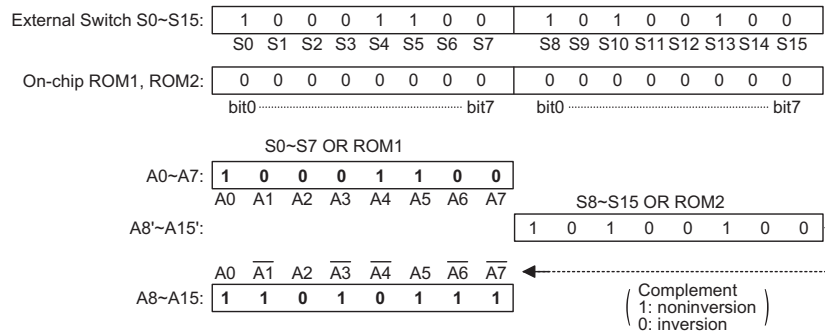 External Switch S0~S15: 1 0 0 0 1 1 0 0 1 0 1 0 0 1 0 0
S0 S1 S2 S3 S4 S5 S6 S7 S8 S9 S10 S11 S12 S13 S14 S15
On-chip ROM1, ROM2: 0 0 0 0 0 0 0 0 0 0 0 0 0 0 0 0
bit0 bit7 bit0 bit7
S0~S7 OR ROM1
A0~A7: 1 0 0 0 1 1 0 0
A0 A1 A2 A3 A4 A5 A6 A7
S8~S15 OR ROM2
A8'~A15': 1 0 1 0 0 1 0 0
A0 A̅1̅ A2 A̅3̅ A̅4̅ A5 A̅6̅ A̅7̅
A8~A15: 1 1 0 1 0 1 1 1
Complement
1: noninversion
0: inversion